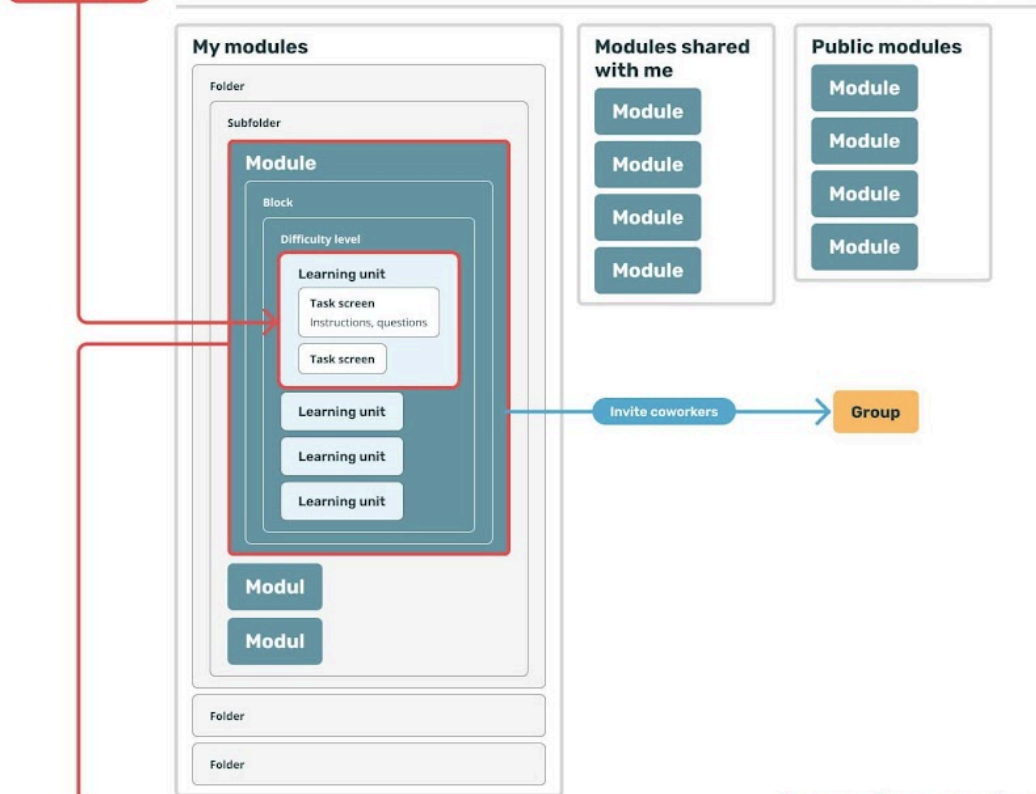 My modules
Folder
Subfolder
Module
Block
Difficulty level
Learning unit
Task screen
Instructions, questions
Task screen
Learning unit
Learning unit
Learning unit
Modul
Modul
Folder
Folder
Modules shared
with me
Module
Module
Module
Module
Public modules
Module
Module
Module
Module
Invite coworkers
Group